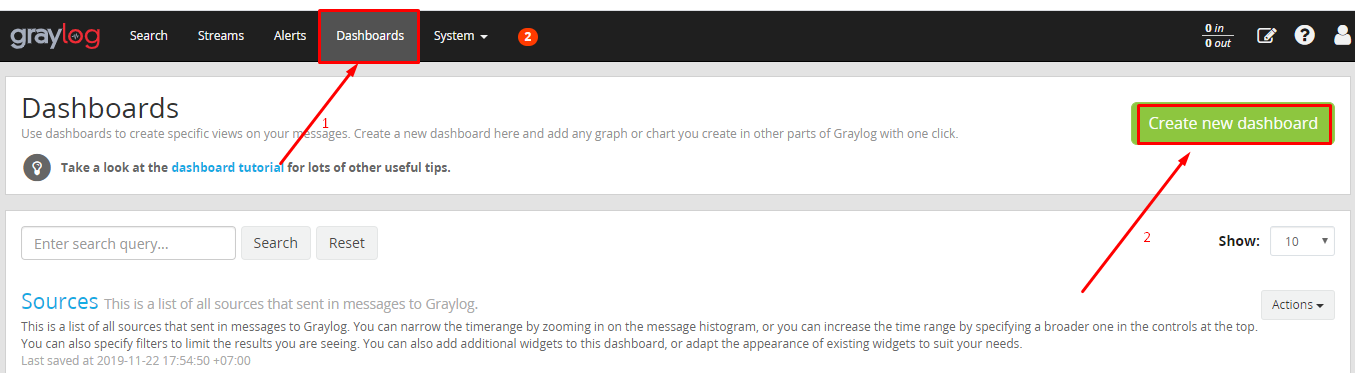 graylog Search Streams Alerts Dashboards System 2 0 in
0 out
Dashboards
1
Use dashboards to create specific views on your messages. Create a new dashboard here and add any graph or chart you create in other parts of Graylog with one click.
Create new dashboard
Take a look at the dashboard tutorial for lots of other useful tips.
2
Enter search query... Search Reset Show: 10
Sources This is a list of all sources that sent in messages to Graylog. Actions
This is a list of all sources that sent in messages to Graylog. You can narrow the timerange by zooming in on the message histogram, or you can increase the time range by specifying a broader one in the controls at the top.
You can also specify filters to limit the results you are seeing. You can also add additional widgets to this dashboard, or adapt the appearance of existing widgets to suit your needs.
Last saved at 2019-11-22 17:54:50 +07:00